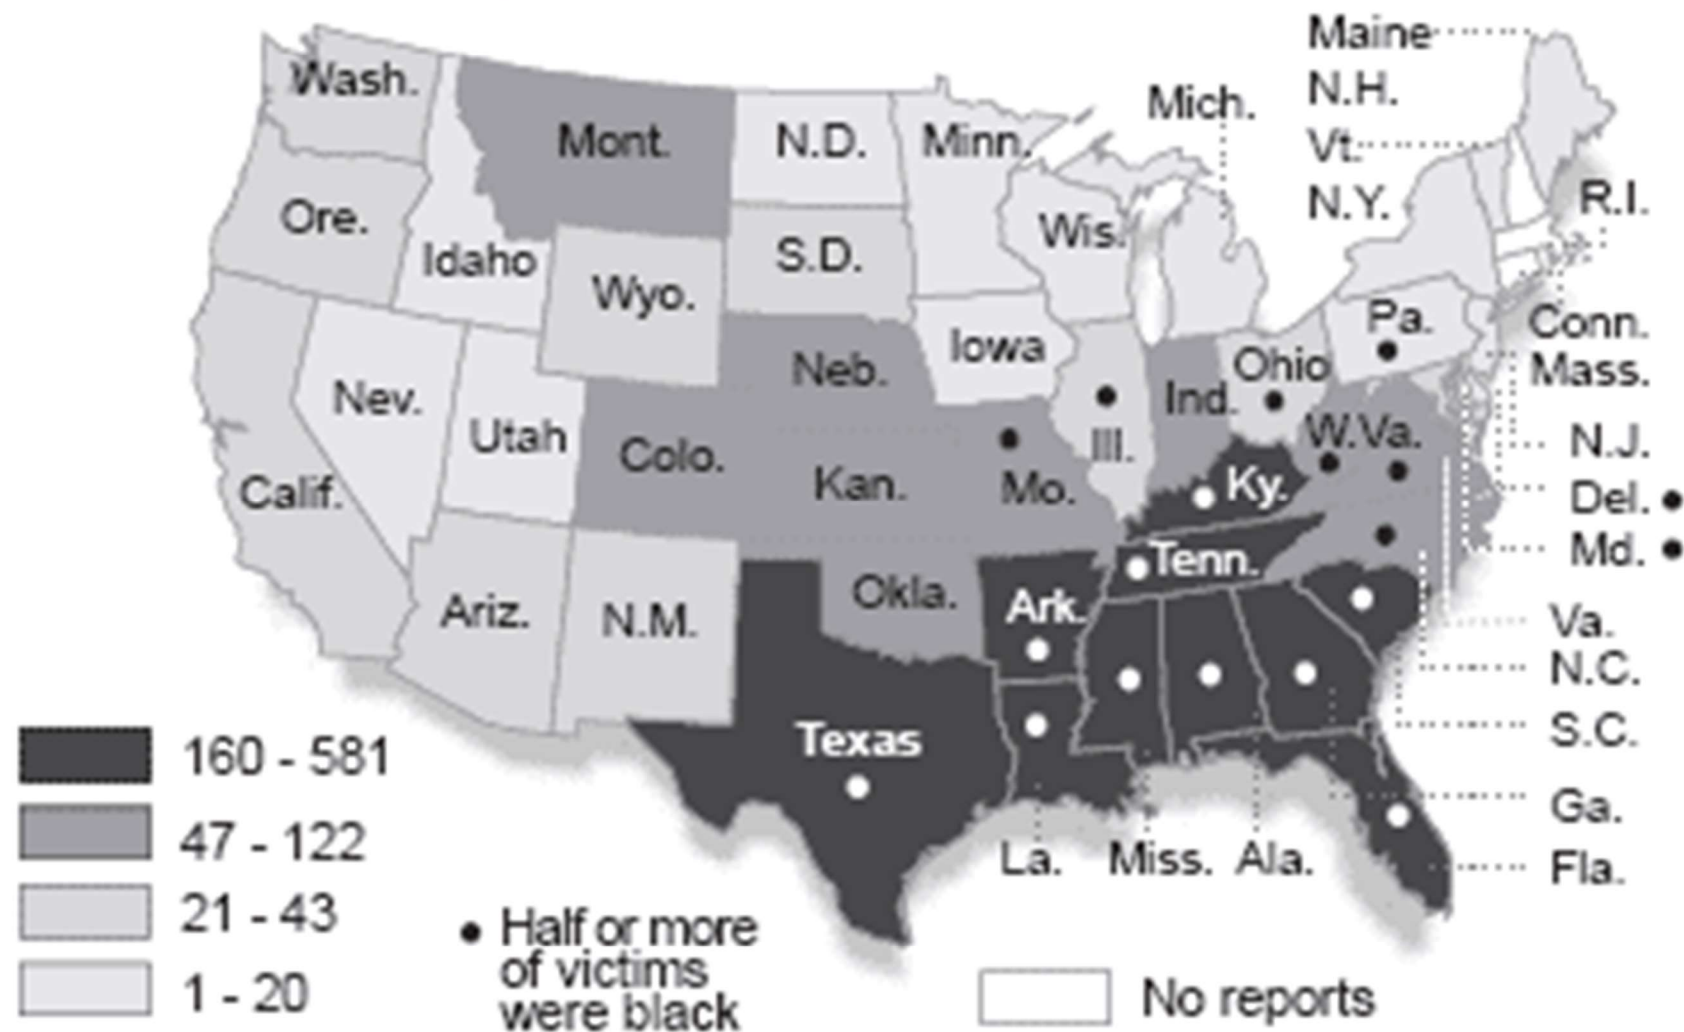 Wash.
Mont.
N.D.
Minn.
Mich.
Maine
N.H.
Vt.
N.Y.
R.I.
Ore.
Idaho
Wyo.
S.D.
Wis.
Pa.
Conn.
Mass.
Nev.
Utah
Colo.
Neb.
Iowa
Ill.
Ind.
Ohio
W.Va.
N.J.
Del.
Md.
Calif.
Kan.
Mo.
Ky.
Tenn.
Ariz.
N.M.
Okla.
Ark.
Va.
N.C.
S.C.
Texas
La.
Miss.
Ala.
Ga.
Fla.
160 - 581
47 - 122
21 - 43
1 - 20
Half or more
of victims
were black
No reports